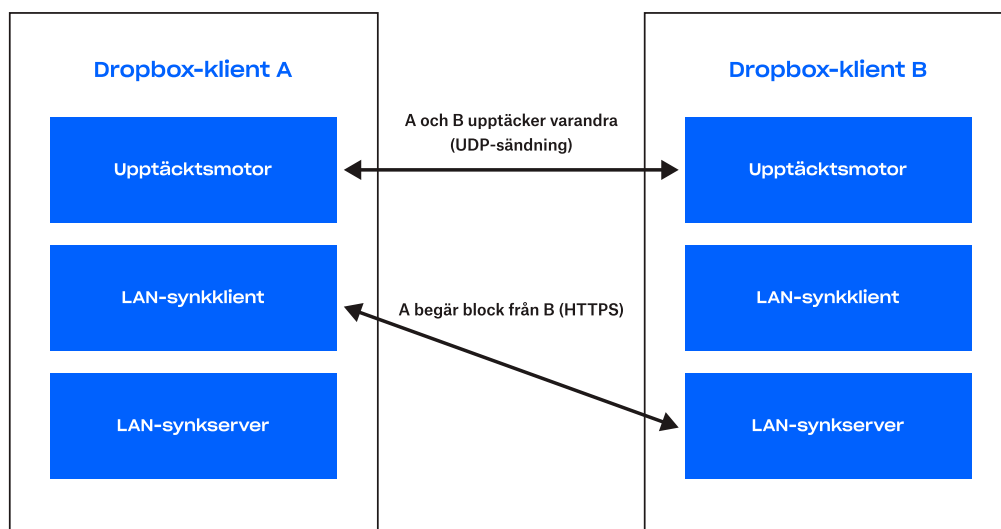 Dropbox-klient A
Upptäcktsmotor
LAN-synkklient
LAN-synkserver
A och B upptäcker varandra
(UDP-sändning)
A begär block från B (HTTPS)
Dropbox-klient B
Upptäcktsmotor
LAN-synkklient
LAN-synkserver